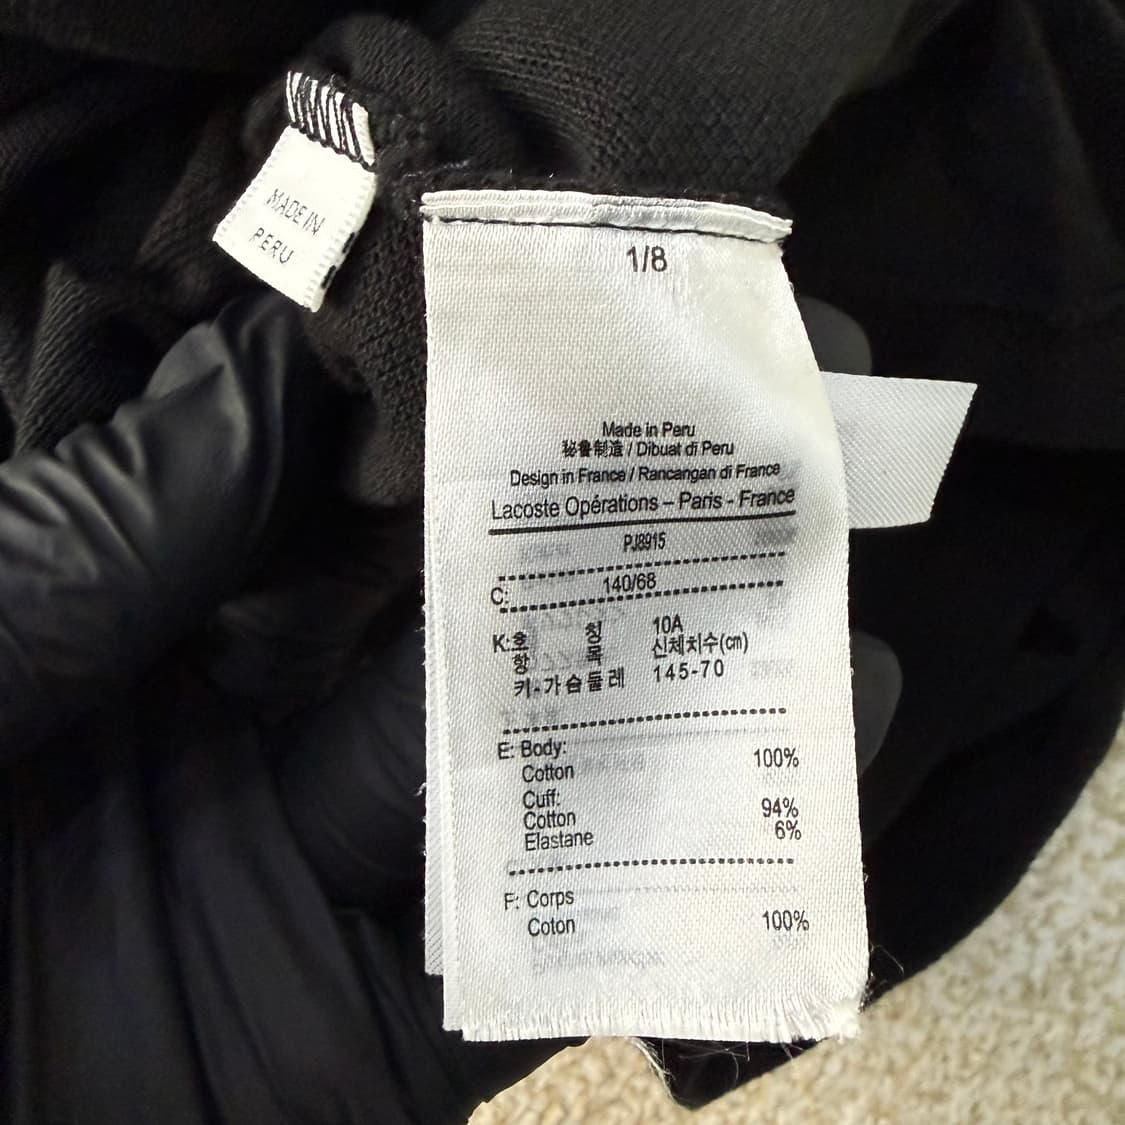 MADE IN
PERU
1/8
Made in Peru
秘鲁制造 / Dibuat di Peru
Design in France / Rancangan di France
Lacoste Opérations – Paris - France
PJ8915
C: 140/68
K:호 칭 10A
항 목 신체치수(cm)
키-가슴둘레 145-70
E: Body:
Cotton 100%
Cuff:
Cotton 94%
Elastane 6%
F: Corps
Coton 100%